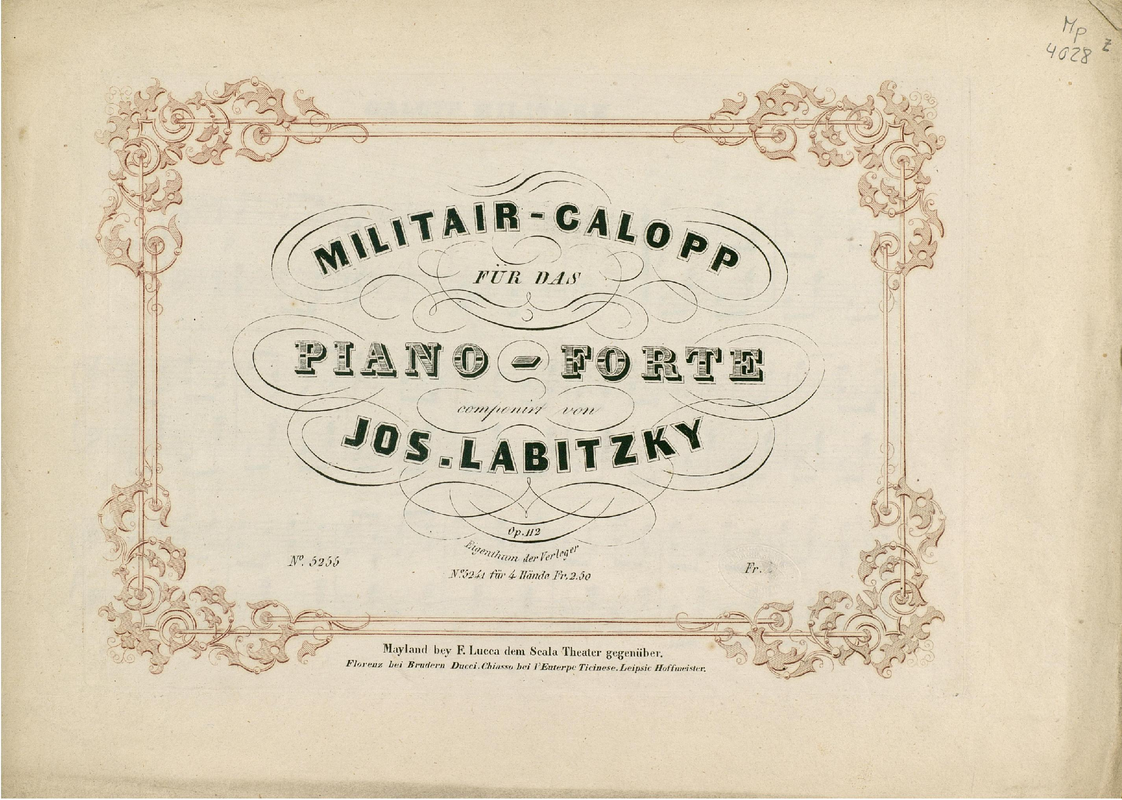 Mp z
4028
MILITAIR-GALOPP
FÜR DAS
PIANO-FORTE
componirt von
JOS. LABITZKY
Op. 112
Eigenthum der Verleger
Nº. 5255
Nº 5241 für 4 Hände Fr. 2.50
Fr.
Mayland bey F. Lucca dem Scala Theater gegenüber.
Florenz bei Brudern Ducci. Chiasso bei l'Euterpe Ticinese. Leipsic Hoffmeister.